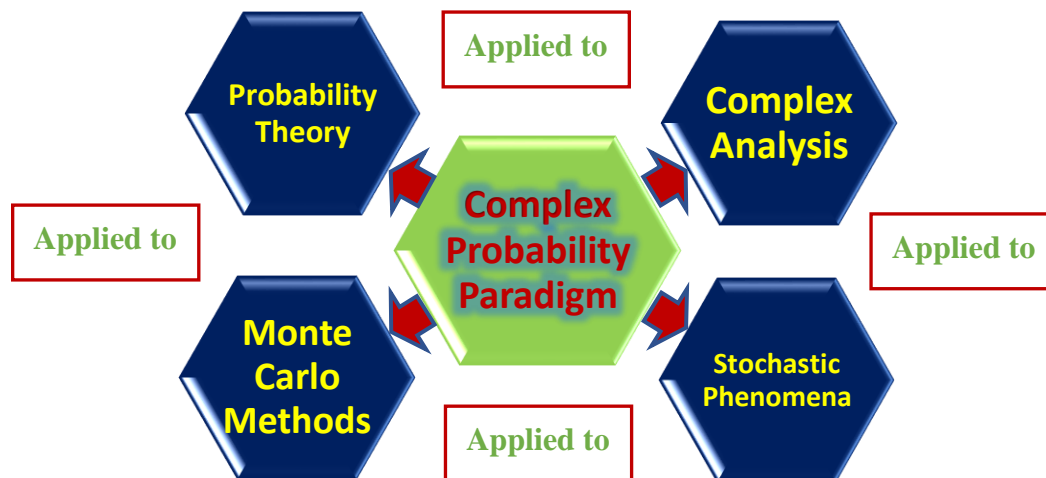 Applied to
Probability
Theory
Complex
Analysis
Complex
Probability
Paradigm
Applied to
Applied to
Monte
Carlo
Methods
Stochastic
Phenomena
Applied to